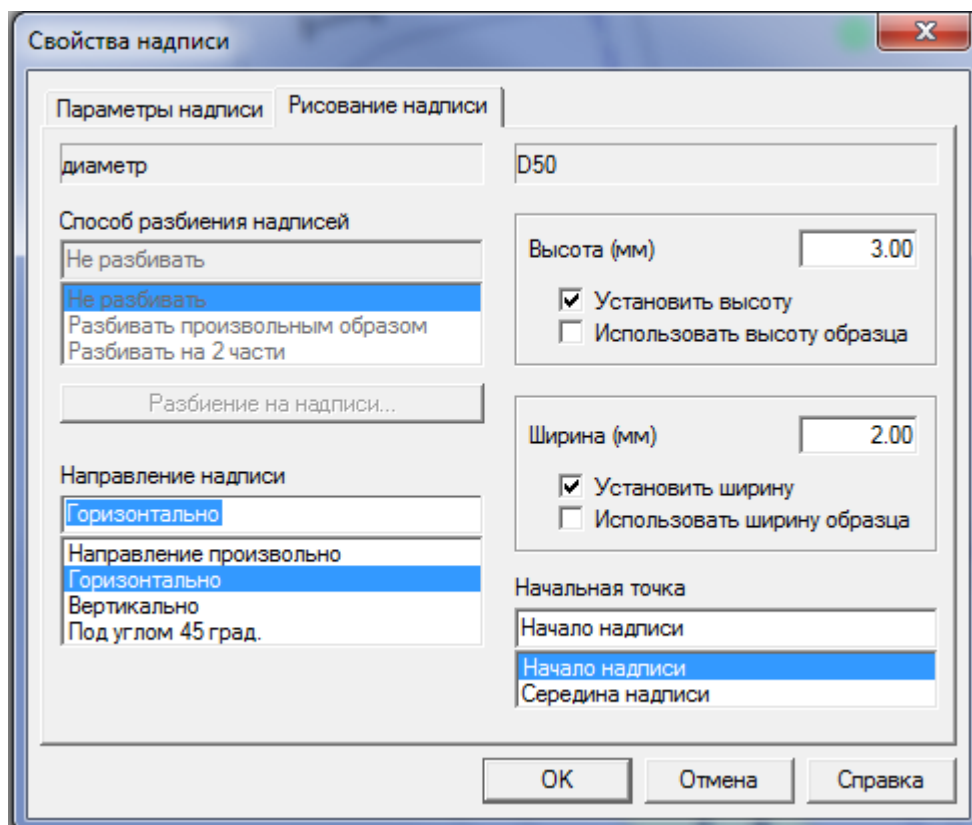 Свойства надписи
Параметры надписи
Рисование надписи
диаметр
D50
Способ разбиения надписей
Не разбивать
Не разбивать
Разбивать произвольным образом
Разбивать на 2 части
Разбиение на надписи...
Направление надписи
Горизонтально
Направление произвольно
Горизонтально
Вертикально
Под углом 45 град.
Высота (мм)
3.00
Установить высоту
Использовать высоту образца
Ширина (мм)
2.00
Установить ширину
Использовать ширину образца
Начальная точка
Начало надписи
Начало надписи
Середина надписи
OK
Отмена
Справка